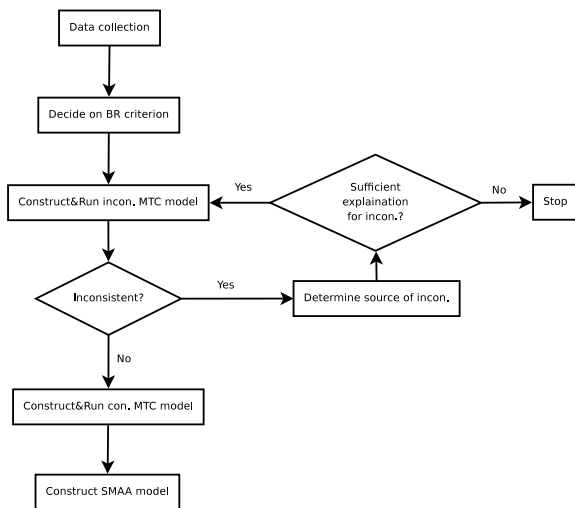 Data collection
Decide on BR criterion
Construct&Run incon. MTC model
Yes
Sufficient
explaination
for incon.?
No
Stop
Inconsistent?
Yes
Determine source of incon.
No
Construct&Run con. MTC model
Construct SMAA model